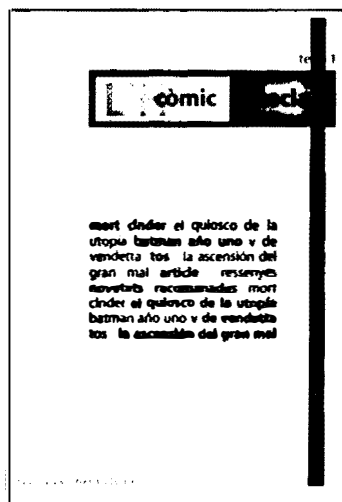 còmic
mort cinder el quiosco de la
utopia batman año uno v de
vendetta tos la ascensión del
gran mal article ressenyes
novetats recomanades mort
cinder el quiosco de la utopia
batman año uno v de vendetta
tos la ascensión del gran mal